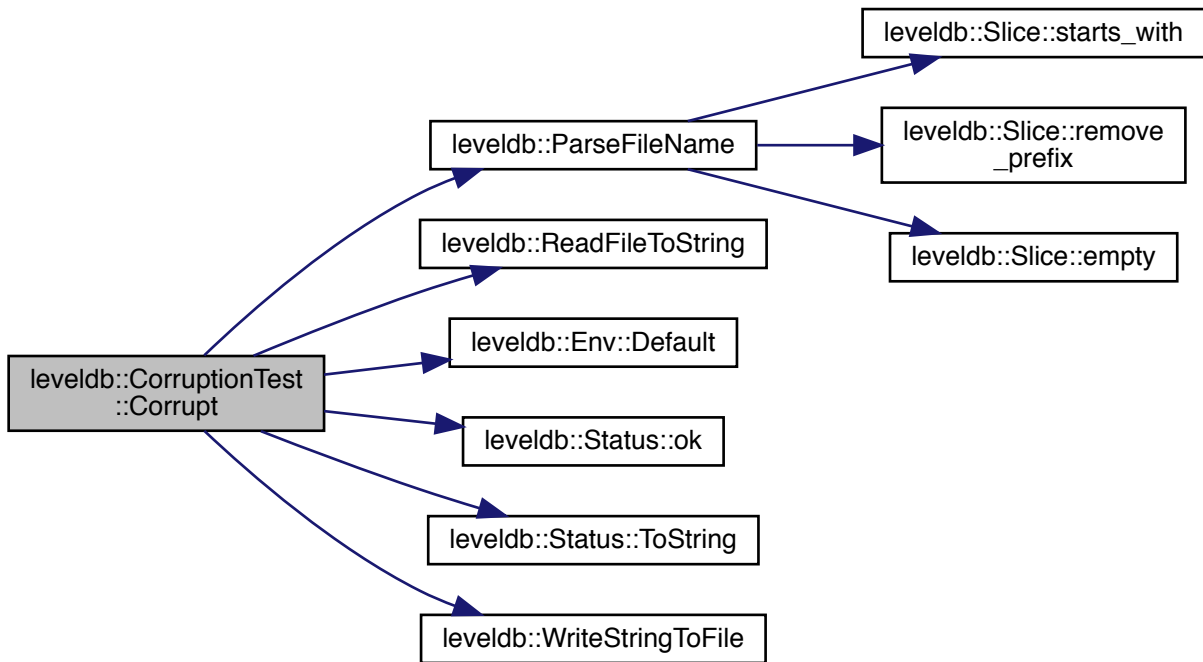 leveldb::CorruptionTest
::Corrupt
leveldb::ParseFileName
leveldb::ReadFileToString
leveldb::Env::Default
leveldb::Status::ok
leveldb::Status::ToString
leveldb::WriteStringToFile
leveldb::Slice::starts_with
leveldb::Slice::remove
_prefix
leveldb::Slice::empty